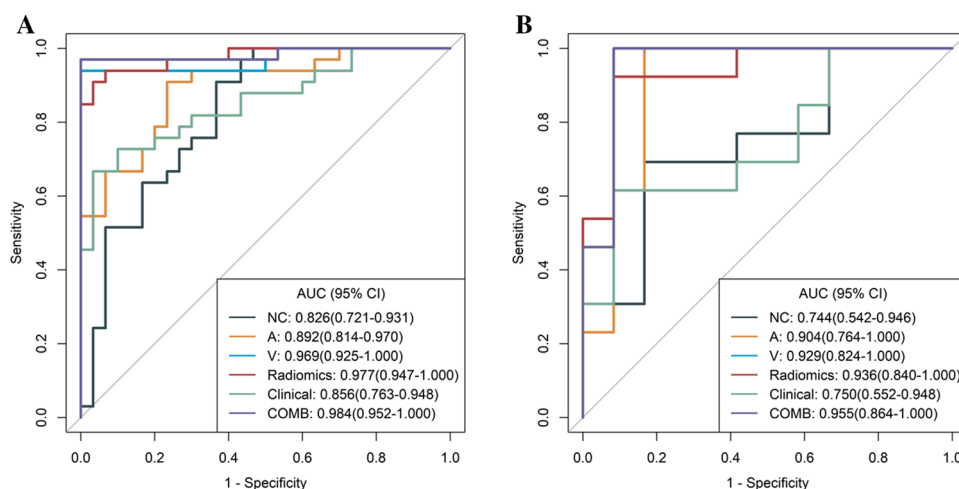 A
1.0
0.8
0.6
0.4
0.2
0.0
Sensitivity
AUC (95% CI)
NC: 0.826(0.721-0.931)
A: 0.892(0.814-0.970)
V: 0.969(0.925-1.000)
Radiomics: 0.977(0.947-1.000)
Clinical: 0.856(0.763-0.948)
COMB: 0.984(0.952-1.000)
0.0 0.2 0.4 0.6 0.8 1.0
1 - Specificity
B
1.0
0.8
0.6
0.4
0.2
0.0
Sensitivity
AUC (95% CI)
NC: 0.744(0.542-0.946)
A: 0.904(0.764-1.000)
V: 0.929(0.824-1.000)
Radiomics: 0.936(0.840-1.000)
Clinical: 0.750(0.552-0.948)
COMB: 0.955(0.864-1.000)
0.0 0.2 0.4 0.6 0.8 1.0
1 - Specificity